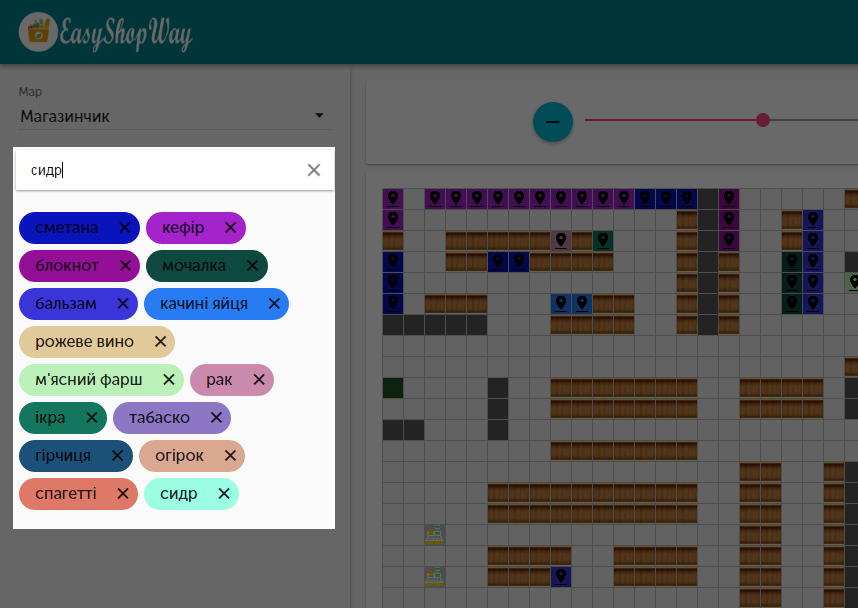 EasyShopWay
Map
Магазинчик
сидр
сметана кефір
блокнот мочалка
бальзам качині яйця
рожеве вино
м'ясний фарш рак
ікра табаско
гірчиця огірок
спагетті сидр